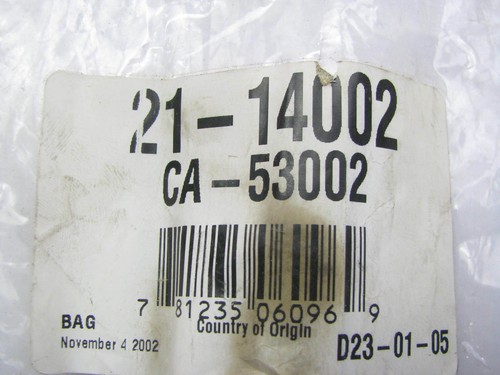 21-14002
CA-53002
7 81235 06096 9
Country of Origin
BAG
November 4 2002
D23-01-05